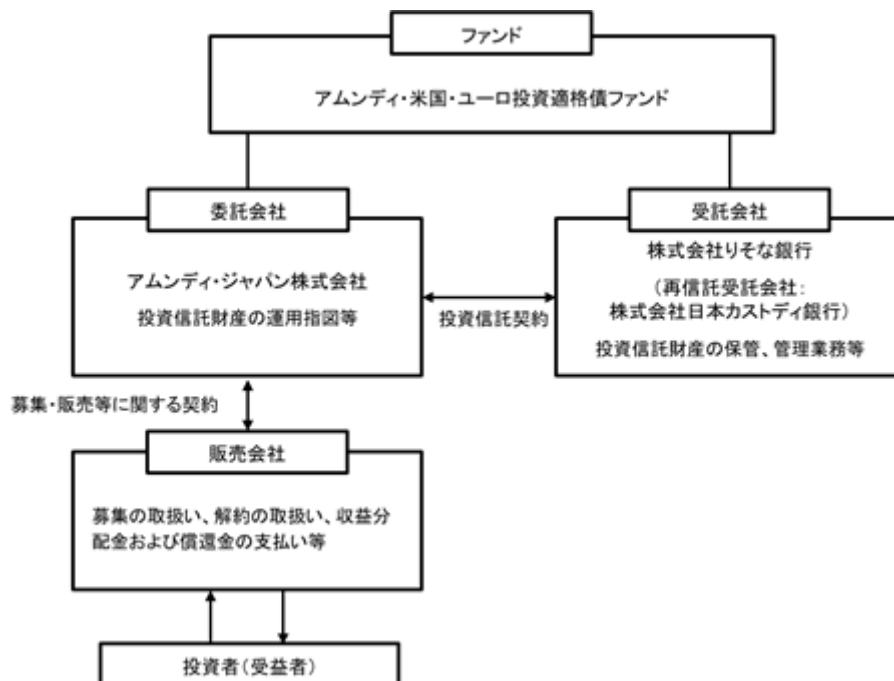 ファンド
アムンディ・米国・ユーロ投資適格債ファンド
委託会社
アムンディ・ジャパン株式会社
投資信託財産の運用指図等
投資信託契約
受託会社
株式会社りそな銀行
（再信託受託会社：
株式会社日本カストディ銀行）
投資信託財産の保管、管理業務等
募集・販売等に関する契約
販売会社
募集の取扱い、解約の取扱い、収益分
配金および償還金の支払い等
投資者（受益者）